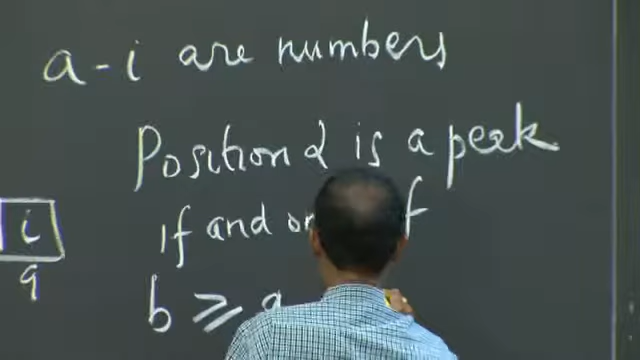 a - i are numbers
Position 2 is a peak
if and
b ≥ a
i
9